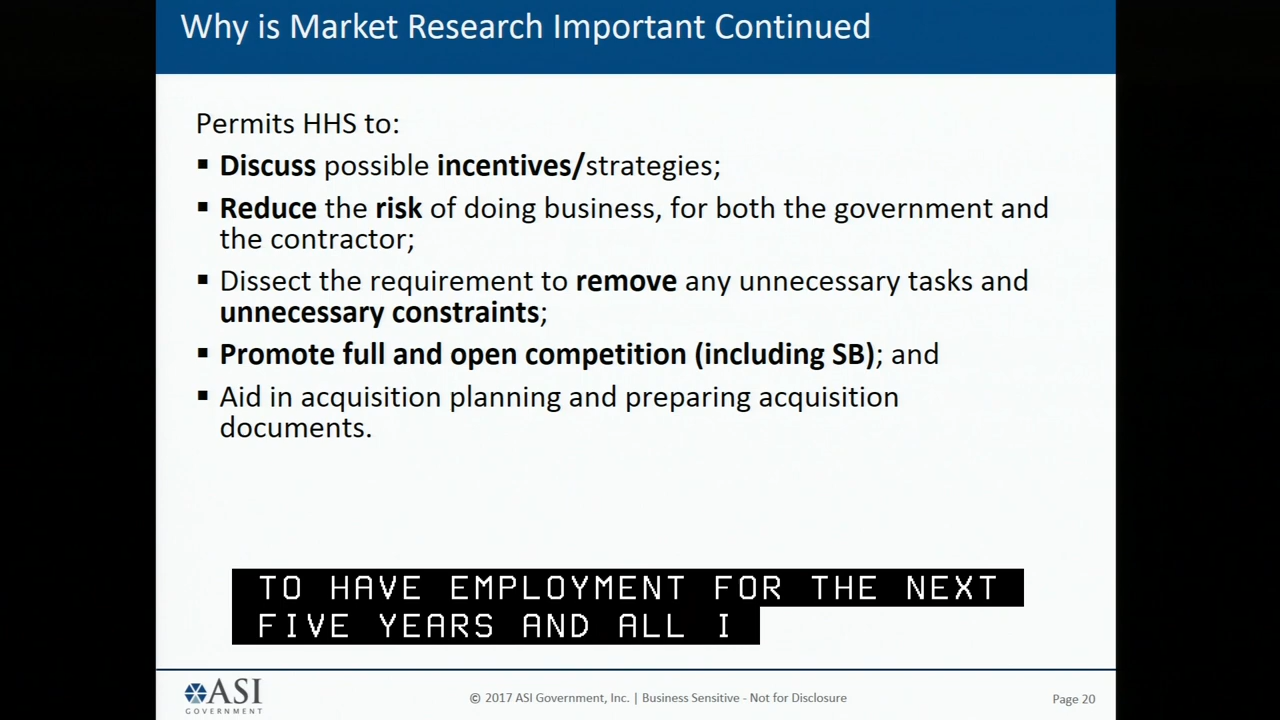 Why is Market Research Important Continued
Permits HHS to:
▪ Discuss possible incentives/strategies;
▪ Reduce the risk of doing business, for both the government and
the contractor;
▪ Dissect the requirement to remove any unnecessary tasks and
unnecessary constraints;
▪ Promote full and open competition (including SB); and
▪ Aid in acquisition planning and preparing acquisition
documents.
TO HAVE EMPLOYMENT FOR THE NEXT
FIVE YEARS AND ALL I
ASI
GOVERNMENT
© 2017 ASI Government, Inc. | Business Sensitive - Not for Disclosure
Page 20